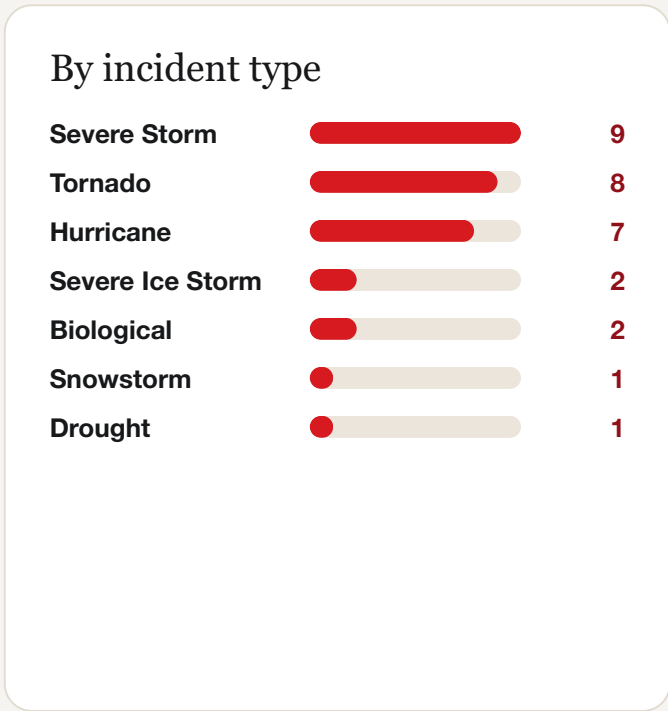 By incident type
Severe Storm 9
Tornado 8
Hurricane 7
Severe Ice Storm 2
Biological 2
Snowstorm 1
Drought 1